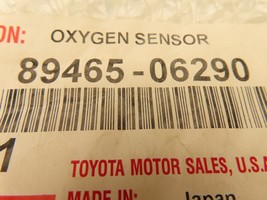 ON: OXYGEN SENSOR
89465-06290
1
TOYOTA MOTOR SALES, U.S.A
MADE IN: Japan